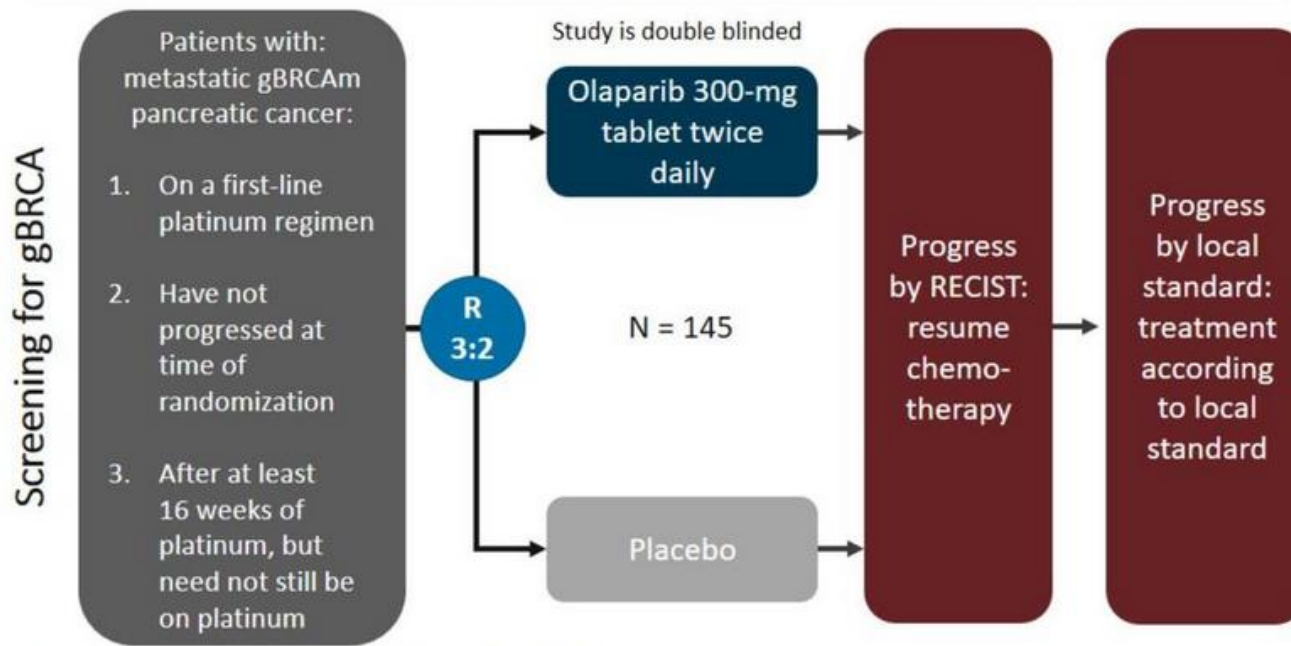 Screening for gBRCA
Patients with:
metastatic gBRCAm
pancreatic cancer:
1. On a first-line
platinum regimen
2. Have not
progressed at
time of
randomization
3. After at least
16 weeks of
platinum, but
need not still be
on platinum
R
3:2
Study is double blinded
Olaparib 300-mg
tablet twice
daily
N = 145
Placebo
Progress
by RECIST:
resume
chemo-
therapy
Progress
by local
standard:
treatment
according
to local
standard